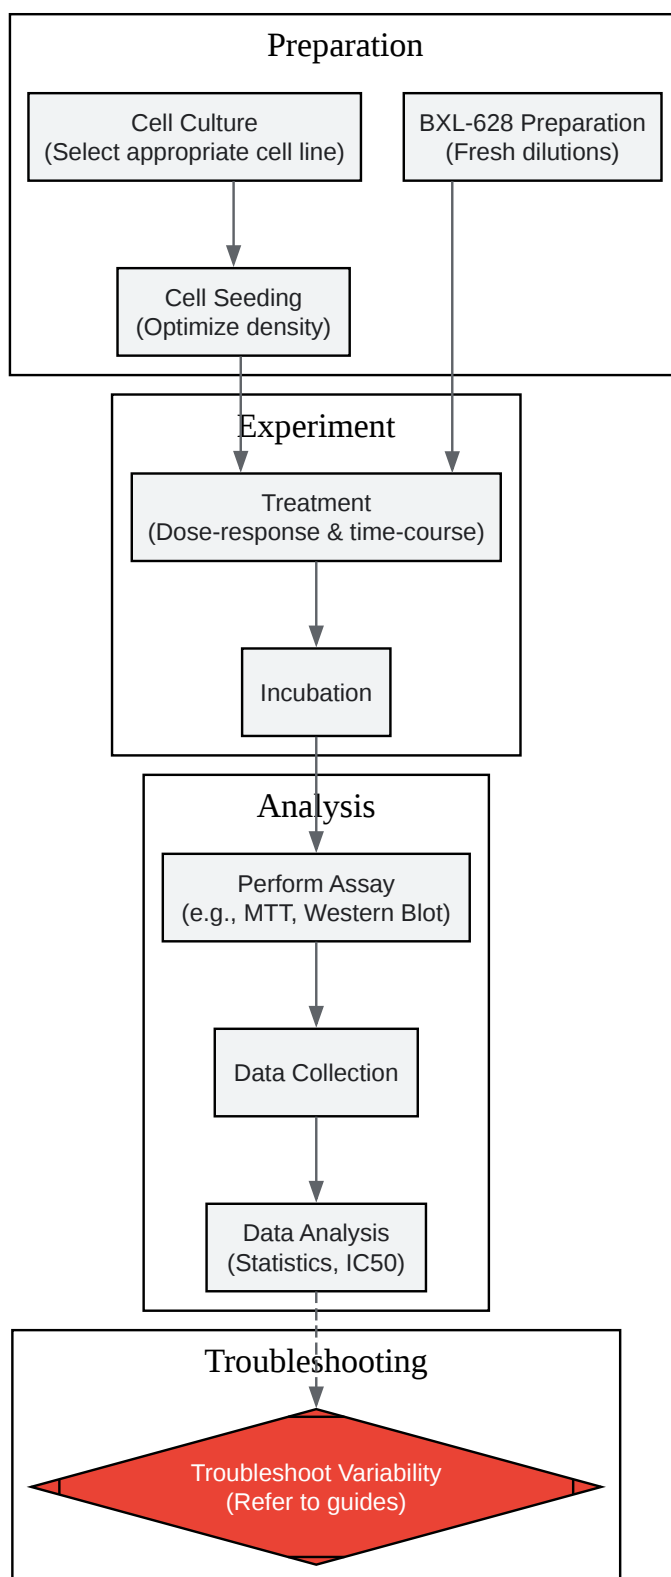 Preparation
Cell Culture
(Select appropriate cell line)
BXL-628 Preparation
(Fresh dilutions)
Cell Seeding
(Optimize density)
Experiment
Treatment
(Dose-response & time-course)
Incubation
Analysis
Perform Assay
(e.g., MTT, Western Blot)
Data Collection
Data Analysis
(Statistics, IC50)
Troubleshooting
Troubleshoot Variability
(Refer to guides)